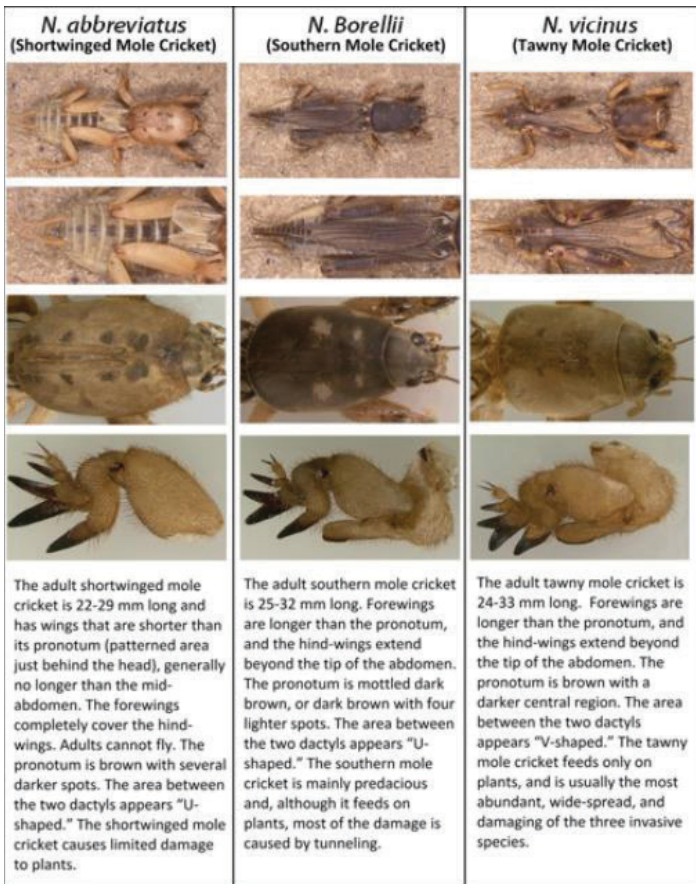 N. abbreviatus
(Shortwinged Mole Cricket)
The adult shortwinged mole
cricket is 22-29 mm long and
has wings that are shorter than
its pronotum (patterned area
just behind the head), generally
no longer than the mid-
abdomen. The forewings
completely cover the hind-
wings. Adults cannot fly. The
pronotum is brown with several
darker spots. The area between
the two dactyls appears “U-
shaped.” The shortwinged mole
cricket causes limited damage
to plants.
N. Borellii
(Southern Mole Cricket)
The adult southern mole cricket
is 25-32 mm long. Forewings
are longer than the pronotum,
and the hind-wings extend
beyond the tip of the abdomen.
The pronotum is mottled dark
brown, or dark brown with four
lighter spots. The area between
the two dactyls appears “U-
shaped.” The southern mole
cricket is mainly predacious
and, although it feeds on
plants, most of the damage is
caused by tunneling.
N. vicinus
(Tawny Mole Cricket)
The adult tawny mole cricket is
24-33 mm long.  Forewings are
longer than the pronotum, and
the hind-wings extend beyond
the tip of the abdomen. The
pronotum is brown with a
darker central region. The area
between the two dactyls
appears “V-shaped.” The tawny
mole cricket feeds only on
plants, and is usually the most
abundant, wide-spread, and
damaging of the three invasive
species.